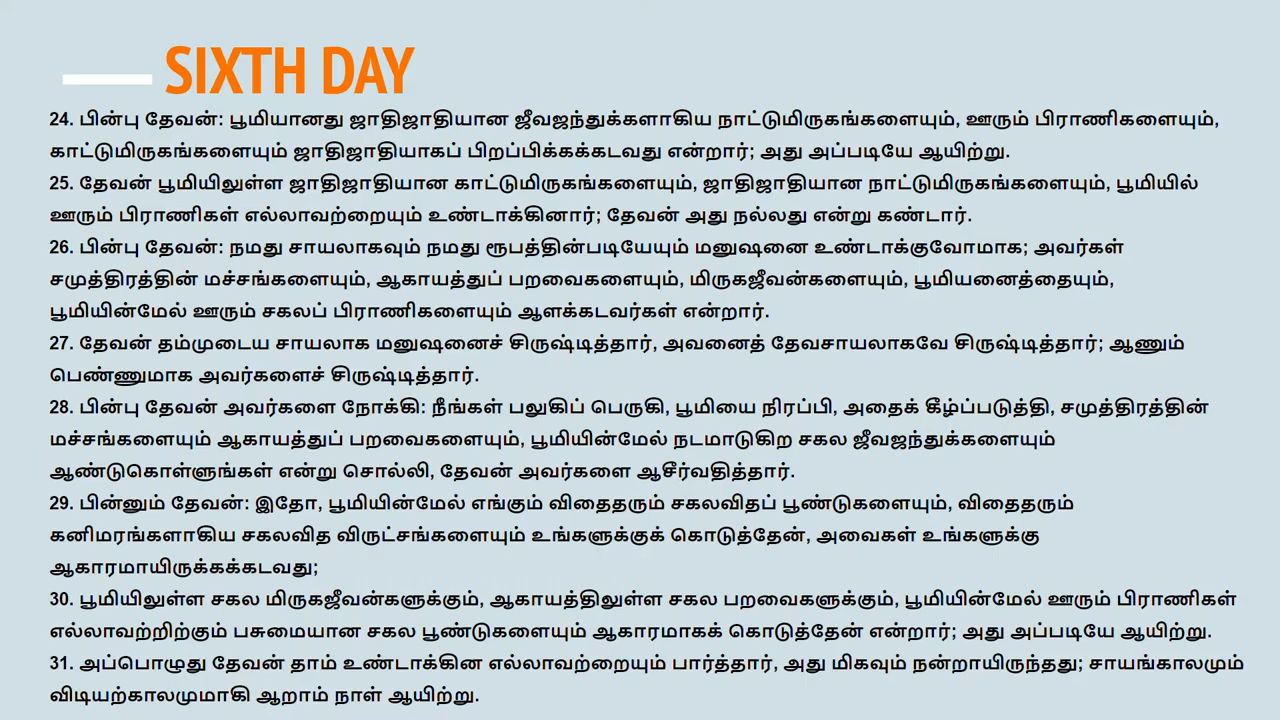 SIXTH DAY
24. பின்பு தேவன்: பூமியானது ஜாதிஜாதியான ஜீவஜந்துக்களாகிய நாட்டுமிருகங்களையும், ஊரும் பிராணிகளையும்,
காட்டுமிருகங்களையும் ஜாதிஜாதியாகப் பிறப்பிக்கக்கடவது என்றார்; அது அப்படியே ஆயிற்று.
25. தேவன் பூமியிலுள்ள ஜாதிஜாதியான காட்டுமிருகங்களையும், ஜாதிஜாதியான நாட்டுமிருகங்களையும், பூமியில்
ஊரும் பிராணிகள் எல்லாவற்றையும் உண்டாக்கினார்; தேவன் அது நல்லது என்று கண்டார்.
26. பின்பு தேவன்: நமது சாயலாகவும் நமது ரூபத்தின்படியேயும் மனுஷனை உண்டாக்குவோமாக; அவர்கள்
சமுத்திரத்தின் மச்சங்களையும், ஆகாயத்துப் பறவைகளையும், மிருகஜீவன்களையும், பூமியனைத்தையும்,
பூமியின்மேல் ஊரும் சகலப் பிராணிகளையும் ஆளக்கடவர்கள் என்றார்.
27. தேவன் தம்முடைய சாயலாக மனுஷனைச் சிருஷ்டித்தார், அவனைத் தேவசாயலாகவே சிருஷ்டித்தார்; ஆணும்
பெண்ணுமாக அவர்களைச் சிருஷ்டித்தார்.
28. பின்பு தேவன் அவர்களை நோக்கி: நீங்கள் பலுகிப் பெருகி, பூமியை நிரப்பி, அதைக் கீழ்ப்படுத்தி, சமுத்திரத்தின்
மச்சங்களையும் ஆகாயத்துப் பறவைகளையும், பூமியின்மேல் நடமாடுகிற சகல ஜீவஜந்துக்களையும்
ஆண்டுகொள்ளுங்கள் என்று சொல்லி, தேவன் அவர்களை ஆசீர்வதித்தார்.
29. பின்னும் தேவன்: இதோ, பூமியின்மேல் எங்கும் விதைதரும் சகலவிதப் பூண்டுகளையும், விதைதரும்
கனிமரங்களாகிய சகலவித விருட்சங்களையும் உங்களுக்குக் கொடுத்தேன், அவைகள் உங்களுக்கு
ஆகாரமாயிருக்கக்கடவது;
30. பூமியிலுள்ள சகல மிருகஜீவன்களுக்கும், ஆகாயத்திலுள்ள சகல பறவைகளுக்கும், பூமியின்மேல் ஊரும் பிராணிகள்
எல்லாவற்றிற்கும் பசுமையான சகல பூண்டுகளையும் ஆகாரமாகக் கொடுத்தேன் என்றார்; அது அப்படியே ஆயிற்று.
31. அப்பொழுது தேவன் தாம் உண்டாக்கின எல்லாவற்றையும் பார்த்தார், அது மிகவும் நன்றாயிருந்தது; சாயங்காலமும்
விடியற்காலமுமாகி ஆறாம் நாள் ஆயிற்று.